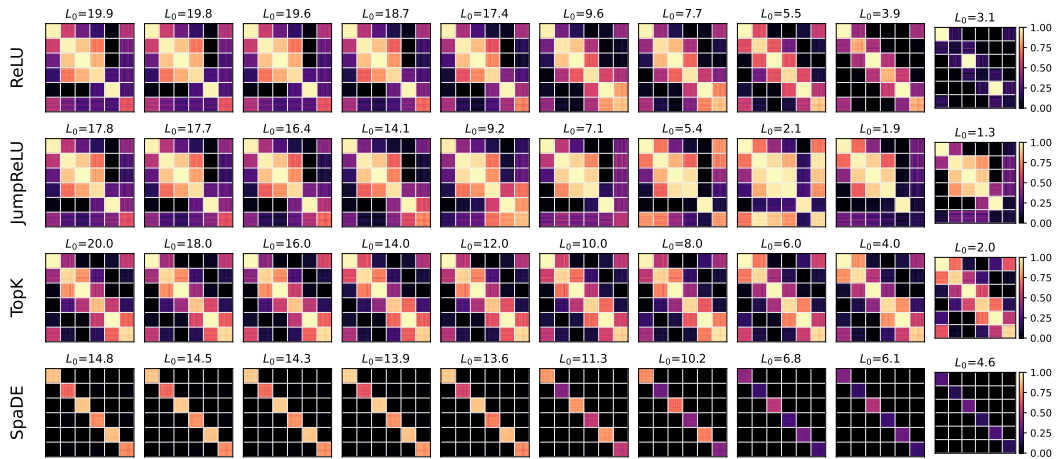 L₀=19.9 L₀=19.8 L₀=19.6 L₀=18.7 L₀=17.4 L₀=9.6 L₀=7.7 L₀=5.5 L₀=3.9 L₀=3.1
ReLU
1.00
0.75
0.50
0.25
0.00
L₀=17.8 L₀=17.7 L₀=16.4 L₀=14.1 L₀=9.2 L₀=7.1 L₀=5.4 L₀=2.1 L₀=1.9 L₀=1.3
JumpReLU
1.00
0.75
0.50
0.25
0.00
L₀=20.0 L₀=18.0 L₀=16.0 L₀=14.0 L₀=12.0 L₀=10.0 L₀=8.0 L₀=6.0 L₀=4.0 L₀=2.0
TopK
1.00
0.75
0.50
0.25
0.00
L₀=14.8 L₀=14.5 L₀=14.3 L₀=13.9 L₀=13.6 L₀=11.3 L₀=10.2 L₀=6.8 L₀=6.1 L₀=4.6
SpaDE
1.00
0.75
0.50
0.25
0.00